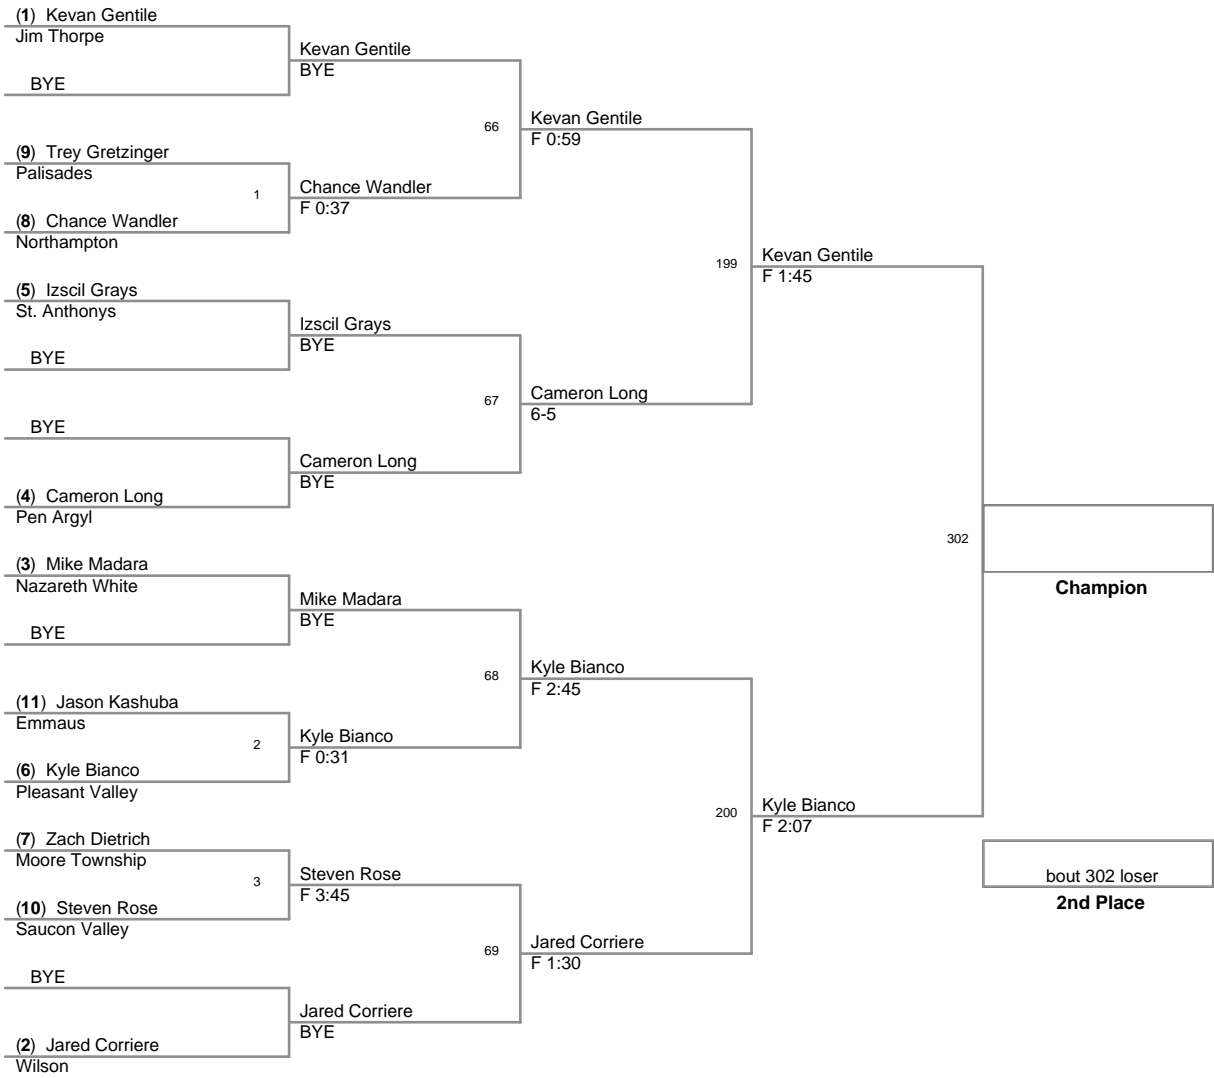 (1) Kevan Gentile
Jim Thorpe
BYE
(9) Trey Gretzinger
Palisades
1
(8) Chance Wandler
Northampton
(5) Izscil Grays
St. Anthonys
BYE
BYE
(4) Cameron Long
Pen Argyl
(3) Mike Madara
Nazareth White
BYE
(11) Jason Kashuba
Emmaus
2
(6) Kyle Bianco
Pleasant Valley
(7) Zach Dietrich
Moore Township
3
(10) Steven Rose
Saucon Valley
BYE
(2) Jared Corriere
Wilson
Kevan Gentile
BYE
66
Chance Wandler
F 0:37
Izscil Grays
BYE
67
Cameron Long
BYE
Mike Madara
BYE
68
Kyle Bianco
F 0:31
Steven Rose
F 3:45
69
Jared Corriere
BYE
Kevan Gentile
F 0:59
199
Cameron Long
6-5
Kyle Bianco
F 2:45
200
Jared Corriere
F 1:30
Kevan Gentile
F 1:45
302
Kyle Bianco
F 2:07
Champion
bout 302 loser
2nd Place